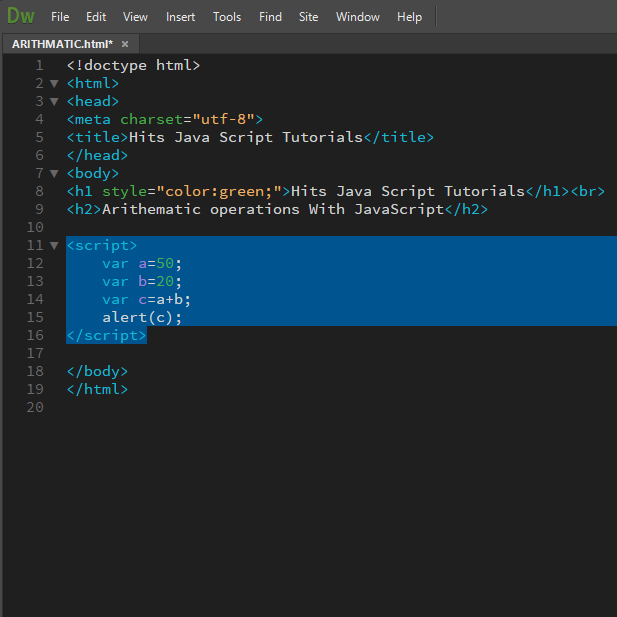 Dw File Edit View Insert Tools Find Site Window Help
ARITHMATIC.html* ×
1 <!doctype html>
2 ▼ <html>
3 ▼ <head>
4 <meta charset="utf-8">
5 <title>Hits Java Script Tutorials</title>
6 </head>
7 ▼ <body>
8 <h1 style="color:green;">Hits Java Script Tutorials</h1><br>
9 <h2>Arithematic operations With JavaScript</h2>
10
11 ▼ <script>
12     var a=50;
13     var b=20;
14     var c=a+b;
15     alert(c);
16 </script>
17
18 </body>
19 </html>
20